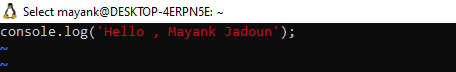 Select mayank@DESKTOP-4ERPN5E: ~
console.log('Hello , Mayank Jadoun');
~
~